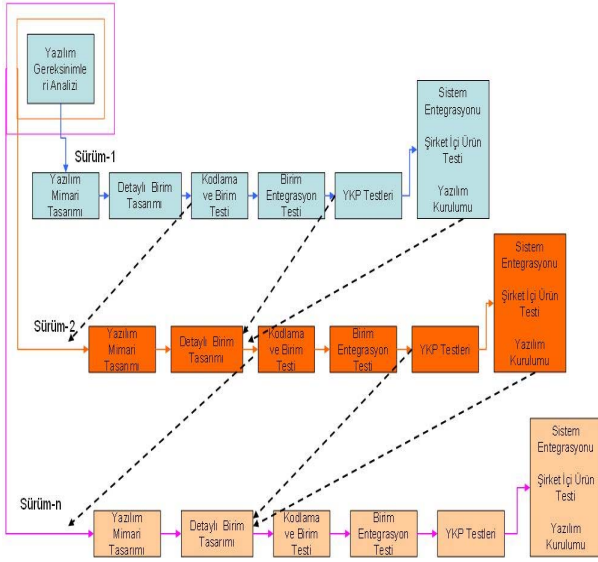 Yazılım
Gereksinimle
ri Analizi
Sürüm-1
Yazılım
Mimari
Tasarımı
Detaylı Birim
Tasarımı
Kodlama
ve Birim
Testi
Birim
Entegrasyon
Testi
YKP Testleri
Sistem
Entegrasyonu
Şirket İçi Ürün
Testi
Yazılım
Kurulumu
Sürüm-2
Yazılım
Mimari
Tasarımı
Detaylı Birim
Tasarımı
Kodlama
ve Birim
Testi
Birim
Entegrasyon
Testi
YKP Testleri
Sistem
Entegrasyonu
Şirket İçi Ürün
Testi
Yazılım
Kurulumu
Sürüm-n
Yazılım
Mimari
Tasarımı
Detaylı Birim
Tasarımı
Kodlama
ve Birim
Testi
Birim
Entegrasyon
Testi
YKP Testleri
Sistem
Entegrasyonu
Şirket İçi Ürün
Testi
Yazılım
Kurulumu